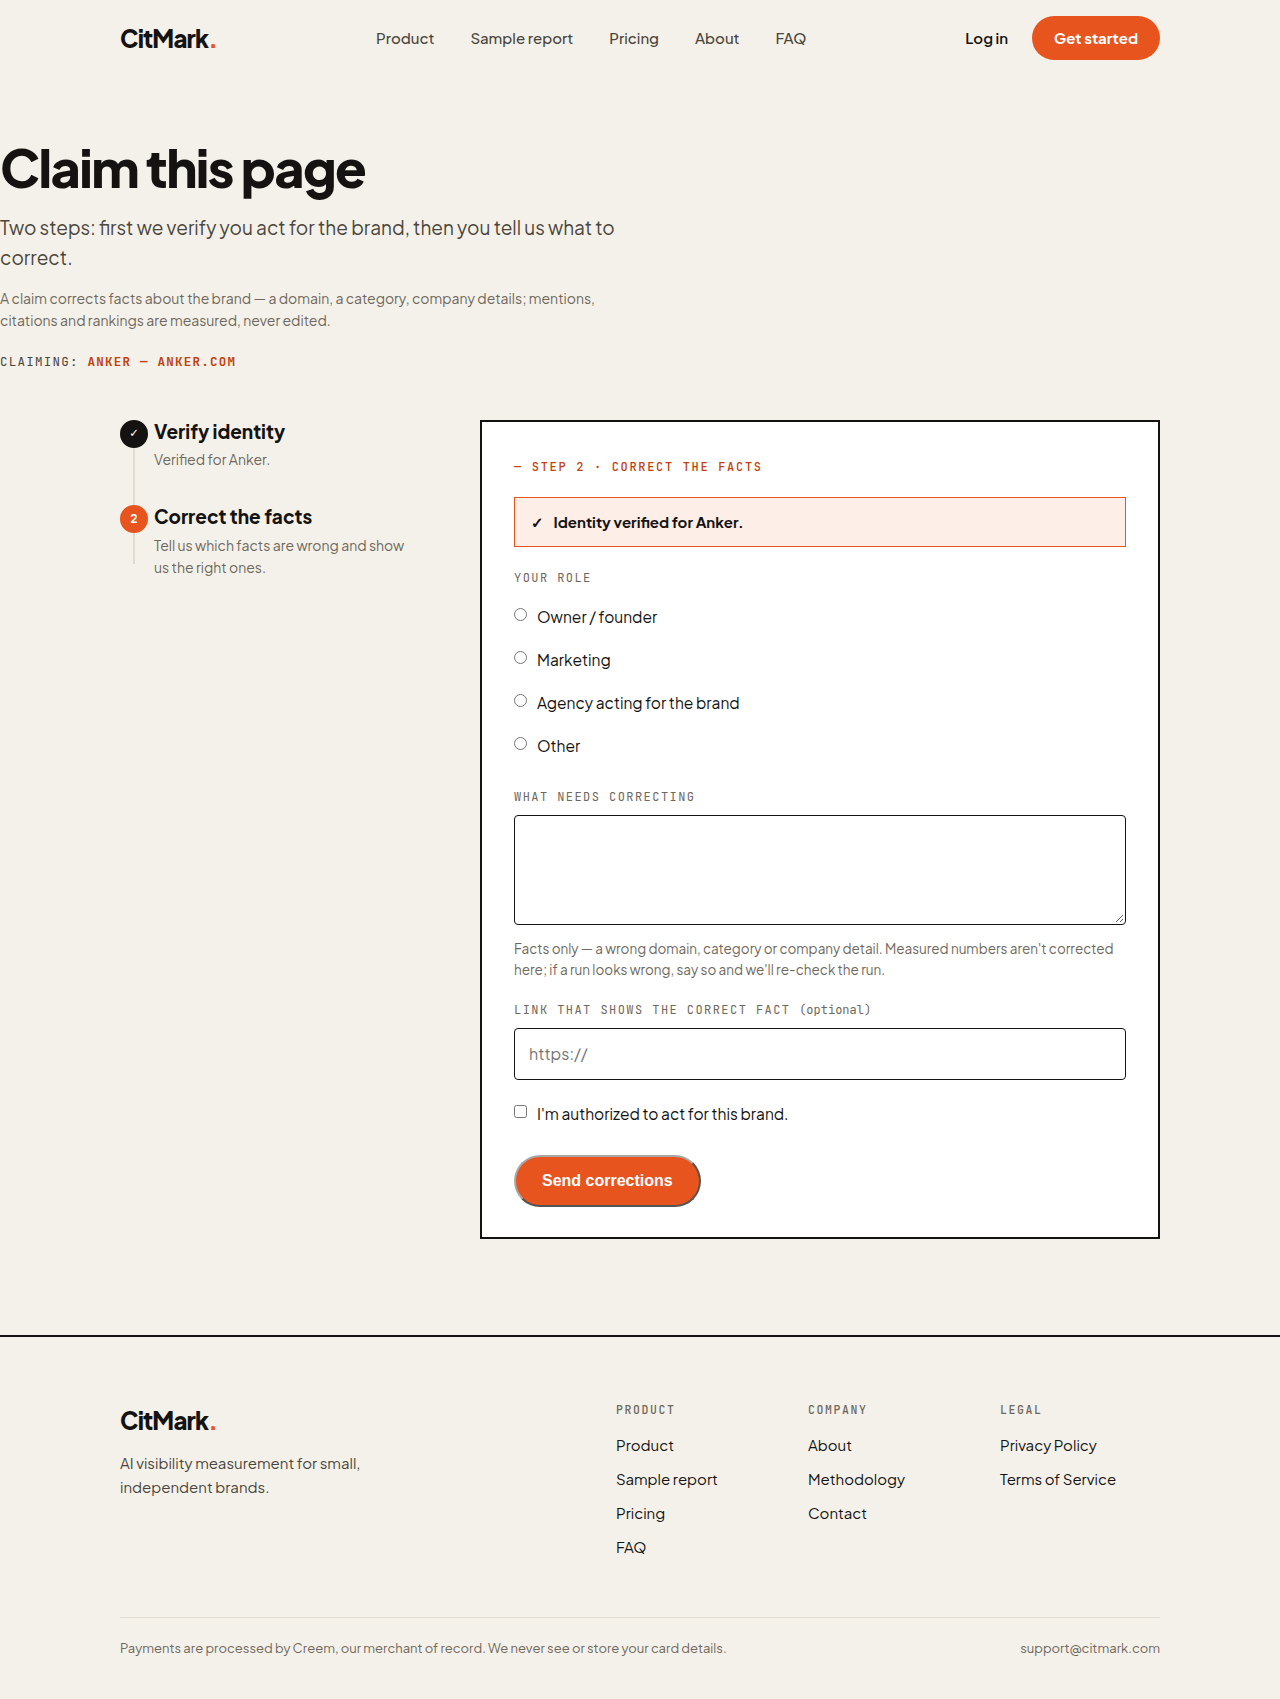 CitMark.
Product
Sample report
Pricing
About
FAQ
Log in
Get started
Claim this page
Two steps: first we verify you act for the brand, then you tell us what to
correct.
A claim corrects facts about the brand — a domain, a category, company details; mentions,
citations and rankings are measured, never edited.
CLAIMING: ANKER — ANKER.COM
✓ Verify identity
Verified for Anker.
2 Correct the facts
Tell us which facts are wrong and show
us the right ones.
— STEP 2 · CORRECT THE FACTS
✓ Identity verified for Anker.
YOUR ROLE
Owner / founder
Marketing
Agency acting for the brand
Other
WHAT NEEDS CORRECTING
Facts only — a wrong domain, category or company detail. Measured numbers aren't corrected
here; if a run looks wrong, say so and we'll re-check the run.
LINK THAT SHOWS THE CORRECT FACT (optional)
https://
I'm authorized to act for this brand.
Send corrections
CitMark.
AI visibility measurement for small,
independent brands.
PRODUCT
Product
Sample report
Pricing
FAQ
COMPANY
About
Methodology
Contact
LEGAL
Privacy Policy
Terms of Service
Payments are processed by Creem, our merchant of record. We never see or store your card details.
support@citmark.com